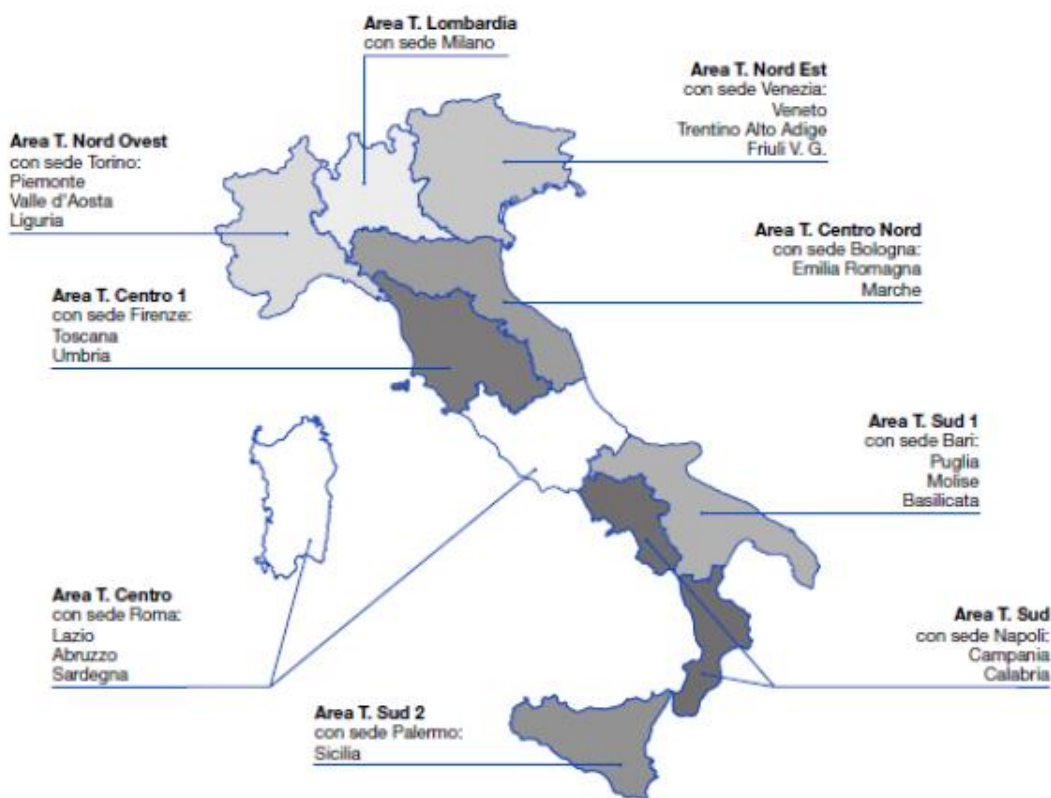 Area T. Lombardia
con sede Milano
Area T. Nord Est
con sede Venezia:
Veneto
Trentino Alto Adige
Friuli V. G.
Area T. Nord Ovest
con sede Torino:
Piemonte
Valle d'Aosta
Liguria
Area T. Centro Nord
con sede Bologna:
Emilia Romagna
Marche
Area T. Centro 1
con sede Firenze:
Toscana
Umbria
Area T. Sud 1
con sede Bari:
Puglia
Molise
Basilicata
Area T. Centro
con sede Roma:
Lazio
Abruzzo
Sardegna
Area T. Sud
con sede Napoli:
Campania
Calabria
Area T. Sud 2
con sede Palermo:
Sicilia